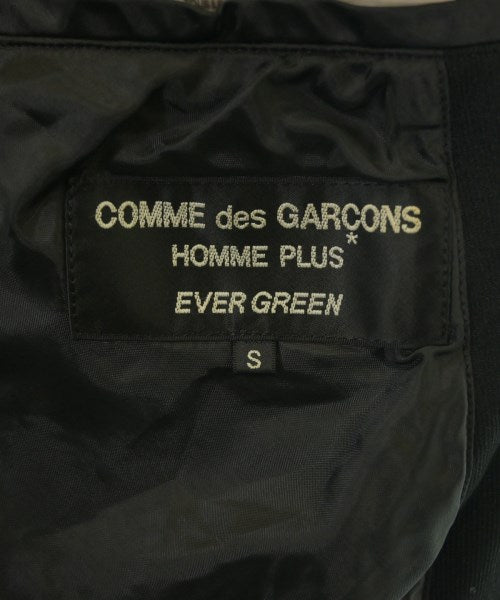 COMME des GARÇONS
HOMME PLUS*
EVER GREEN
S